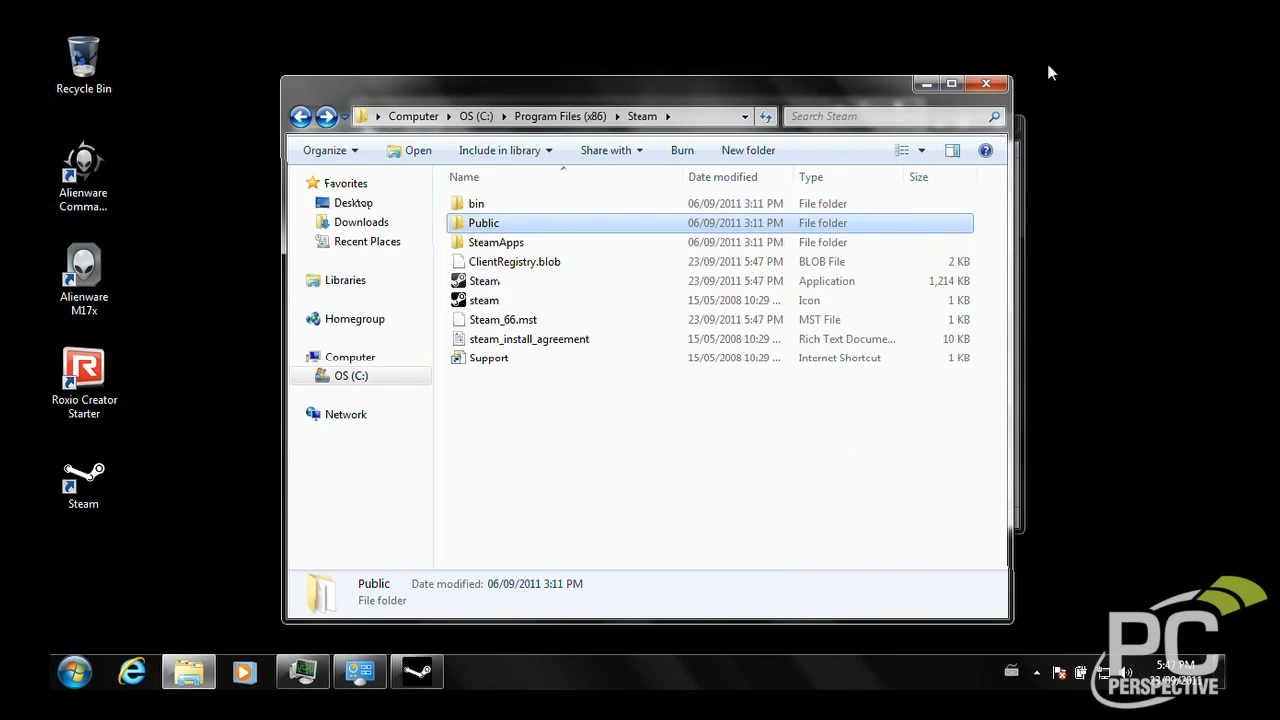 Recycle Bin
Alienware
Comma...
Alienware
M17x
Roxio Creator
Starter
Steam
Computer OS (C:) Program Files (x86) Steam
Search Steam
Organize Open Include in library Share with Burn New folder
Favorites
Desktop
Downloads
Recent Places
Libraries
Homegroup
Computer
OS (C:)
Network
Name Date modified Type Size
bin 06/09/2011 3:11 PM File folder
Public 06/09/2011 3:11 PM File folder
SteamApps 06/09/2011 3:11 PM File folder
ClientRegistry.blob 23/09/2011 5:47 PM BLOB File 2 KB
Steam 23/09/2011 5:47 PM Application 1,214 KB
steam 15/05/2008 10:29 ... Icon 1 KB
Steam_66.mst 23/09/2011 5:47 PM MST File 1 KB
steam_install_agreement 15/05/2008 10:29 ... Rich Text Docume... 10 KB
Support 15/05/2008 10:29 ... Internet Shortcut 1 KB
Public Date modified: 06/09/2011 3:11 PM
File folder
5:47 PM
23/09/2011
PC
PERSPECTIVE